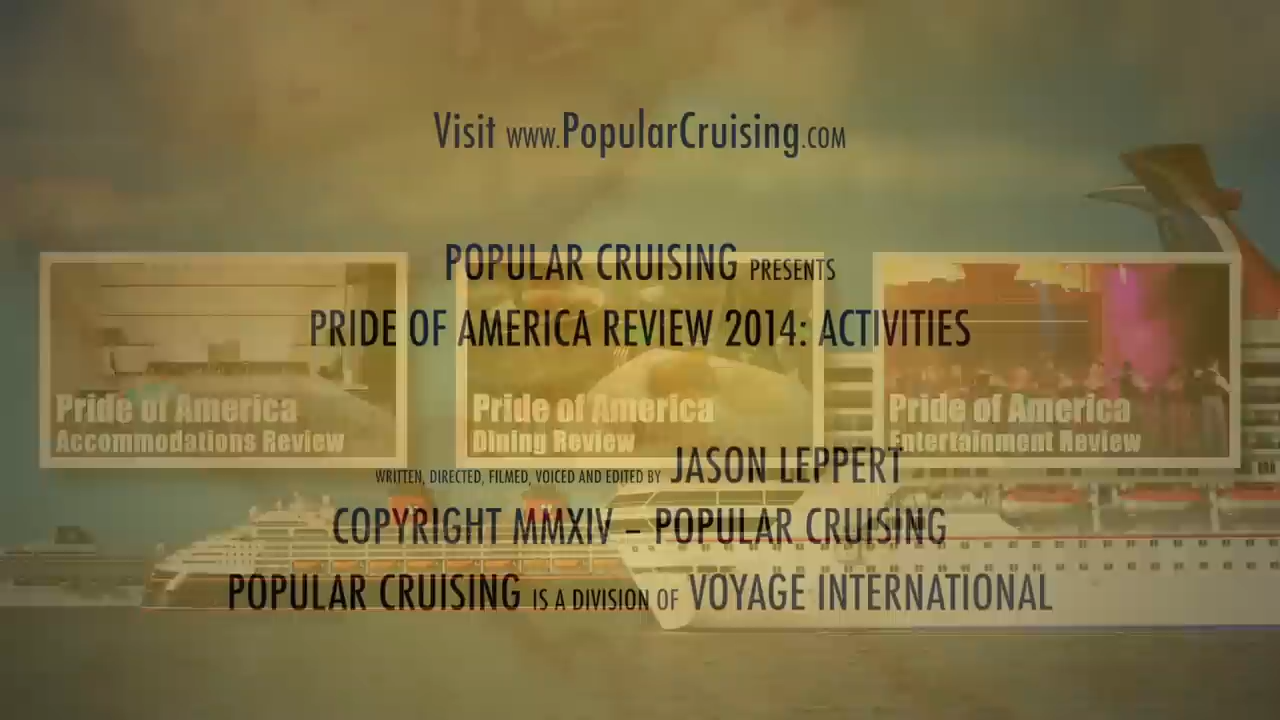 Visit www.PopularCruising.com
POPULAR CRUISING PRESENTS
PRIDE OF AMERICA REVIEW 2014: ACTIVITIES
Pride of America
Accommodations Review
Pride of America
Dining Review
Pride of America
Entertainment Review
WRITTEN, DIRECTED, FILMED, VOICED AND EDITED BY JASON LEPPERT
COPYRIGHT MMXIV – POPULAR CRUISING
POPULAR CRUISING IS A DIVISION OF VOYAGE INTERNATIONAL